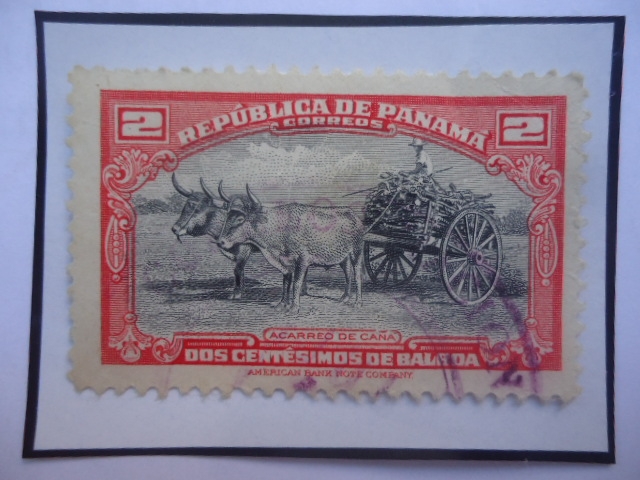 2 REPÚBLICA DE PANAMÁ 2
CORREOS
ACARREO DE CAÑA
DOS CENTÉSIMOS DE BALBOA
AMERICAN BANK NOTE COMPANY.